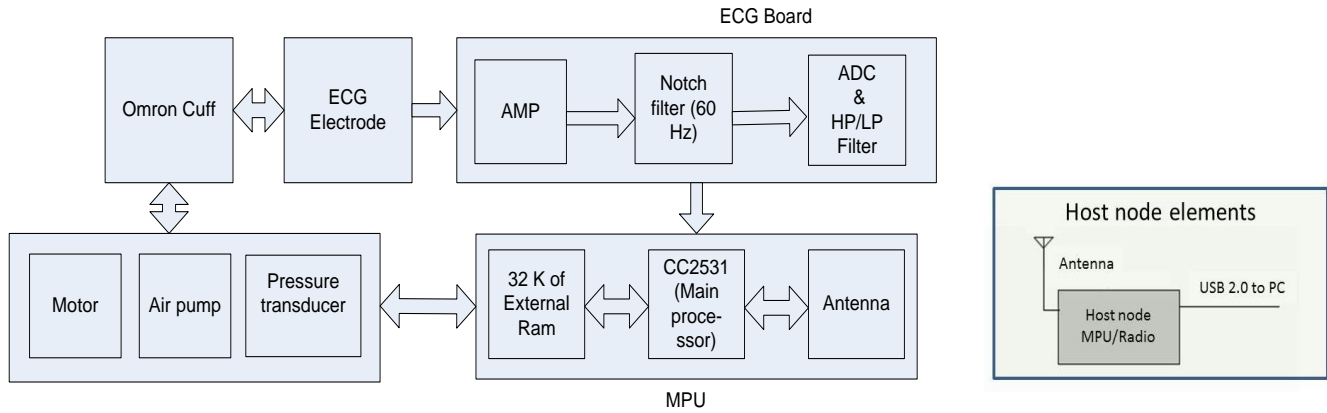 ECG Board
Omron Cuff
ECG
Electrode
AMP
Notch
filter (60
Hz)
ADC
&
HP/LP
Filter
Motor
Air pump
Pressure
transducer
32 K of
External
Ram
CC2531
(Main
proce-
ssor)
Antenna
MPU
Host node elements
Antenna
USB 2.0 to PC
Host node
MPU/Radio